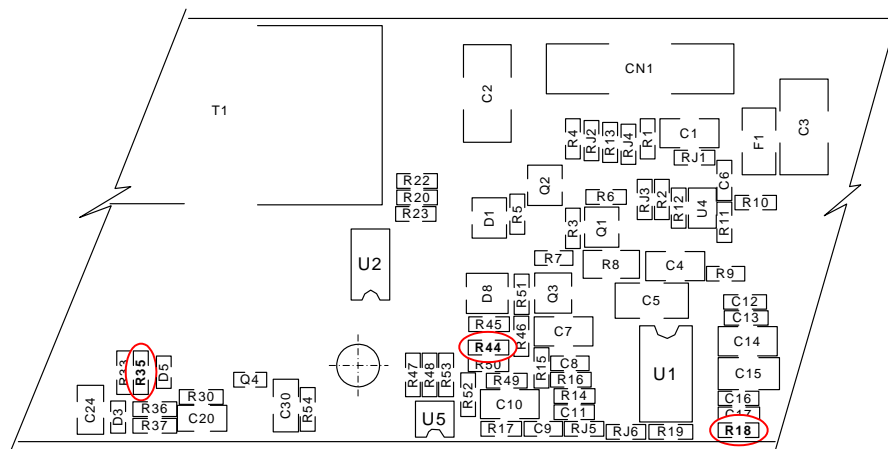 CN1
C2
T1
C3
F1
C1
R4
RJ2
R13
RJ4
R1
RJ1
C6
R22
R20
R23
Q2
D1
R5
R6
RJ3
R2
R12
U4
R10
R11
R3
Q1
U2
R7
R8
C4
R9
D8
R51
Q3
C5
C12
C13
R45
R46
C7
C14
R44
R50
R15
C8
R16
U1
C15
R33
R35
D5
Q4
R47
R48
R53
R52
R49
R14
C16
C17
C24
D3
R36
R37
R30
C20
C30
R54
U5
C10
C11
R17
C9
RJ5
RJ6
R19
R18